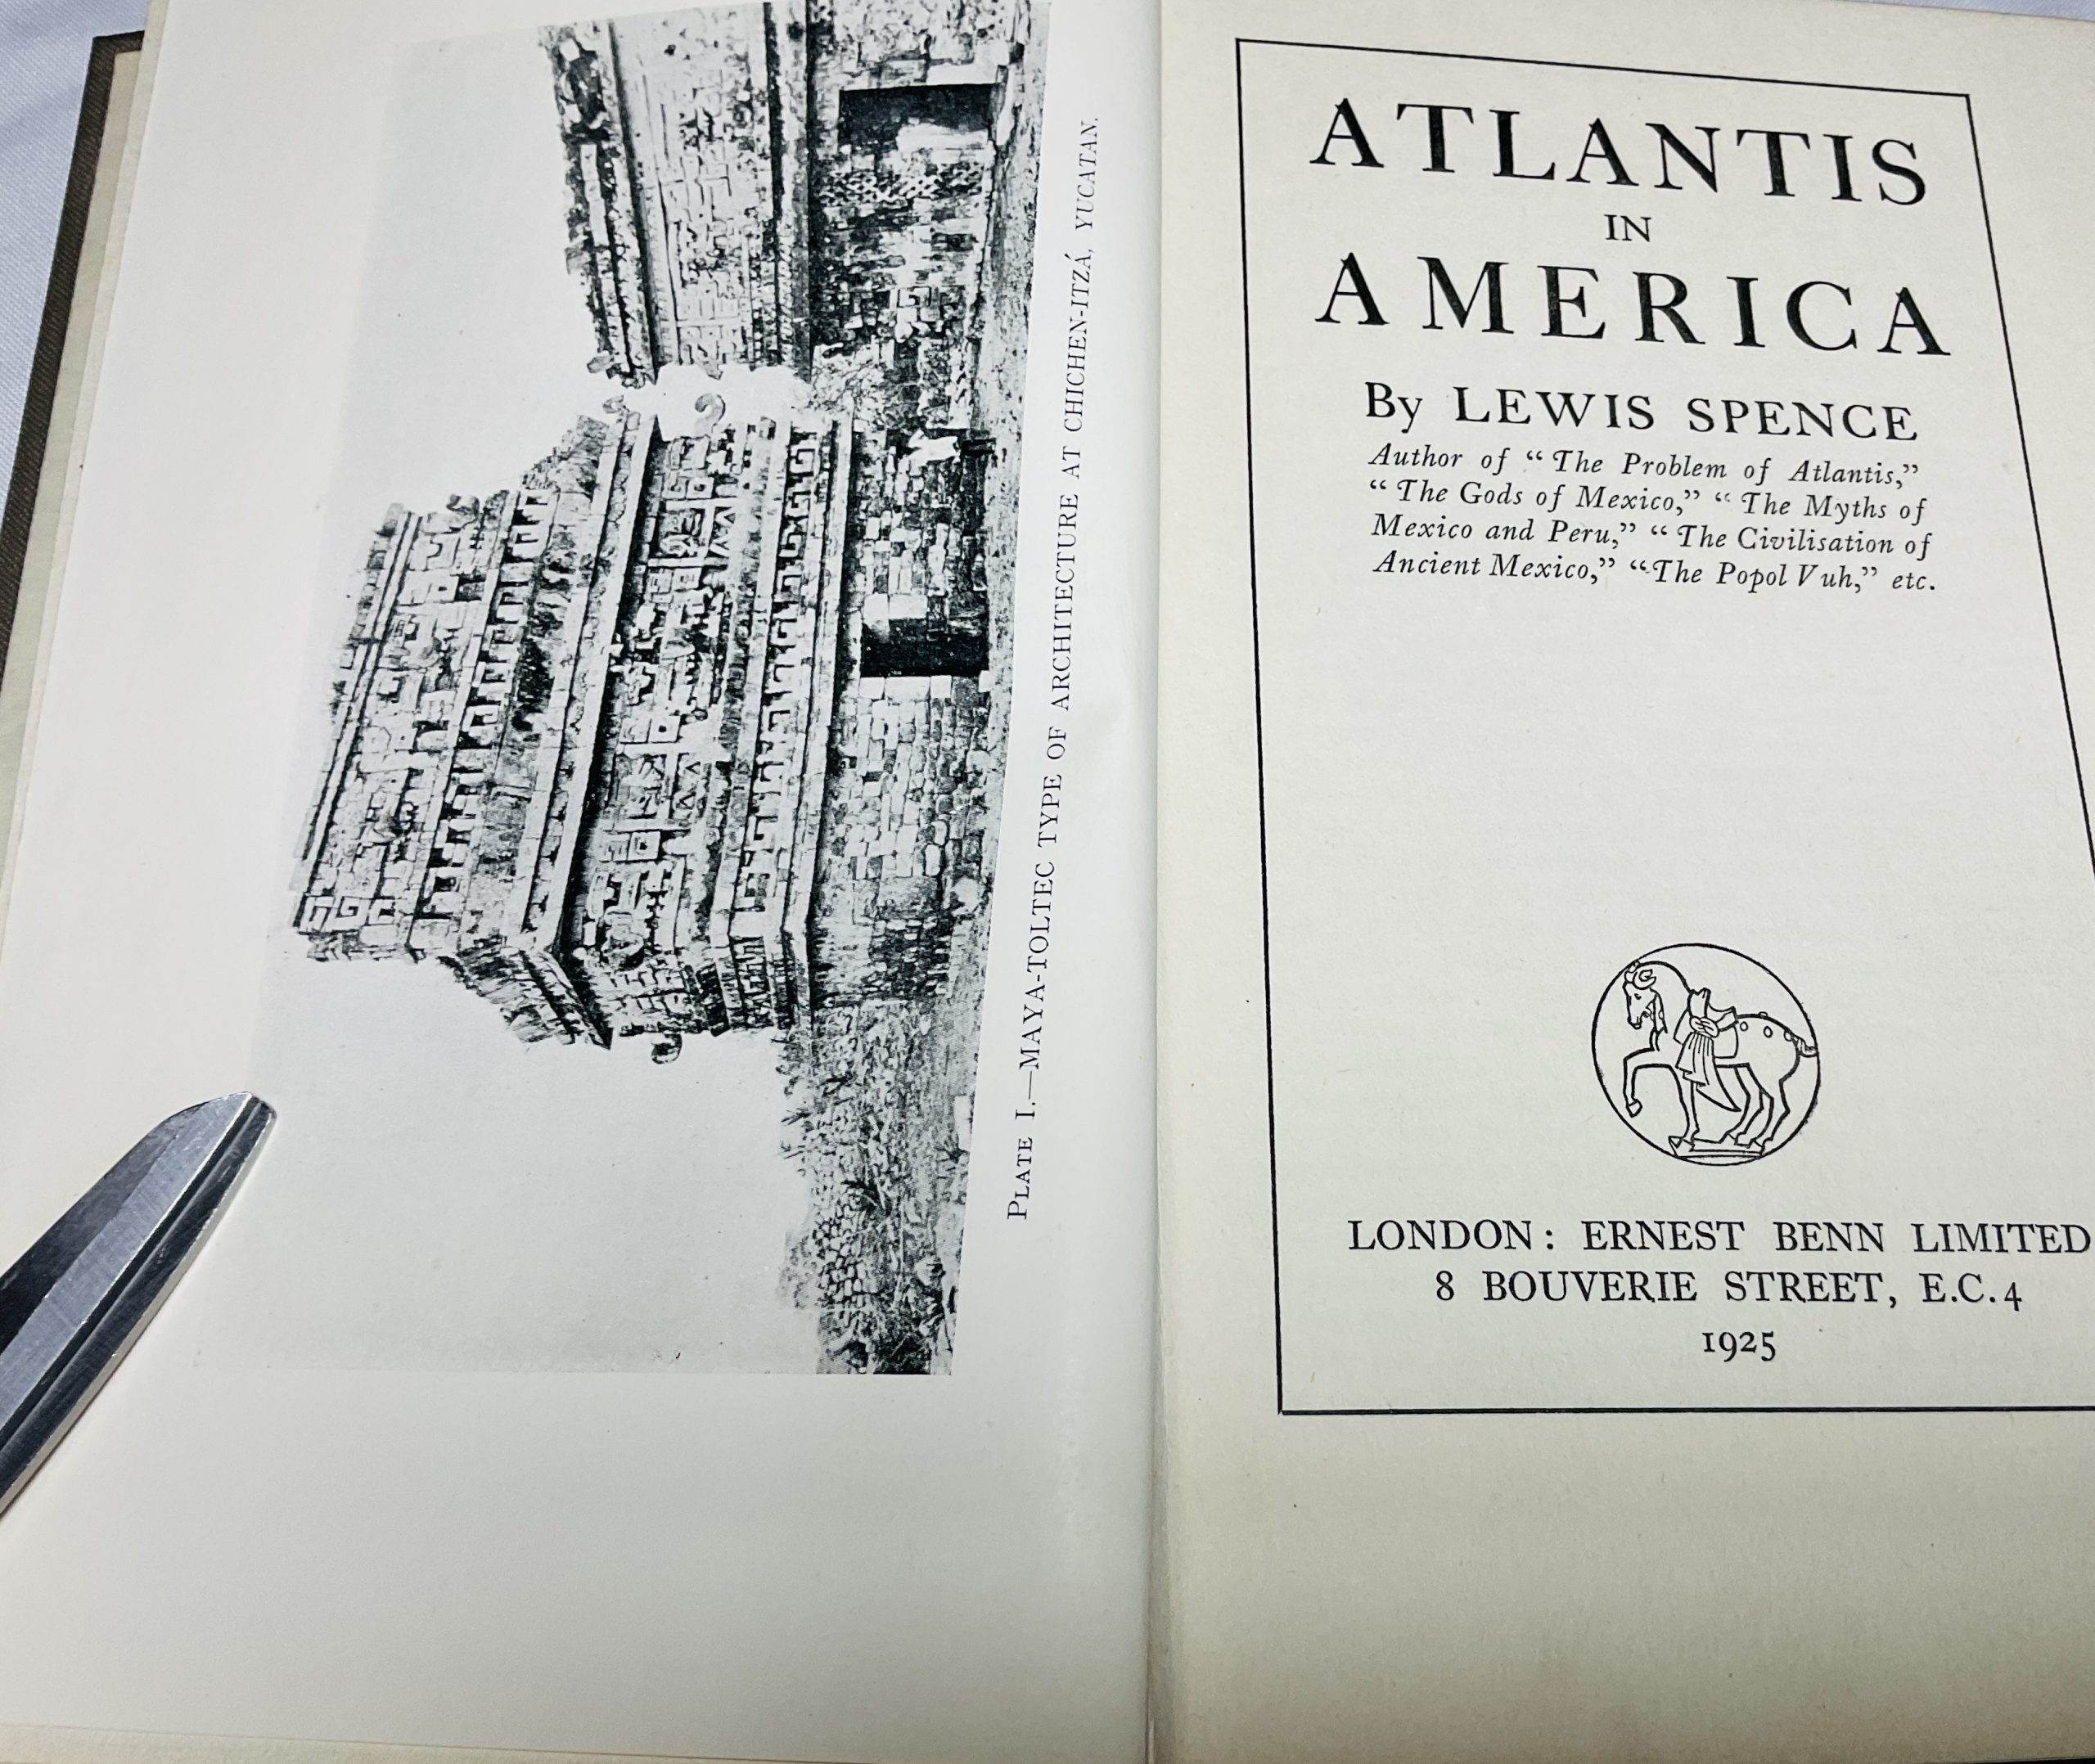 PLATE I.—MAYA-TOLTEC TYPE OF ARCHITECTURE AT CHICHEN-ITZÁ, YUCATAN.
ATLANTIS
IN
AMERICA
By LEWIS SPENCE
Author of “The Problem of Atlantis,”
“The Gods of Mexico,” “The Myths of
Mexico and Peru,” “The Civilisation of
Ancient Mexico,” “The Popol Vuh,” etc.
LONDON: ERNEST BENN LIMITED
8 BOUVERIE STREET, E.C.4
1925